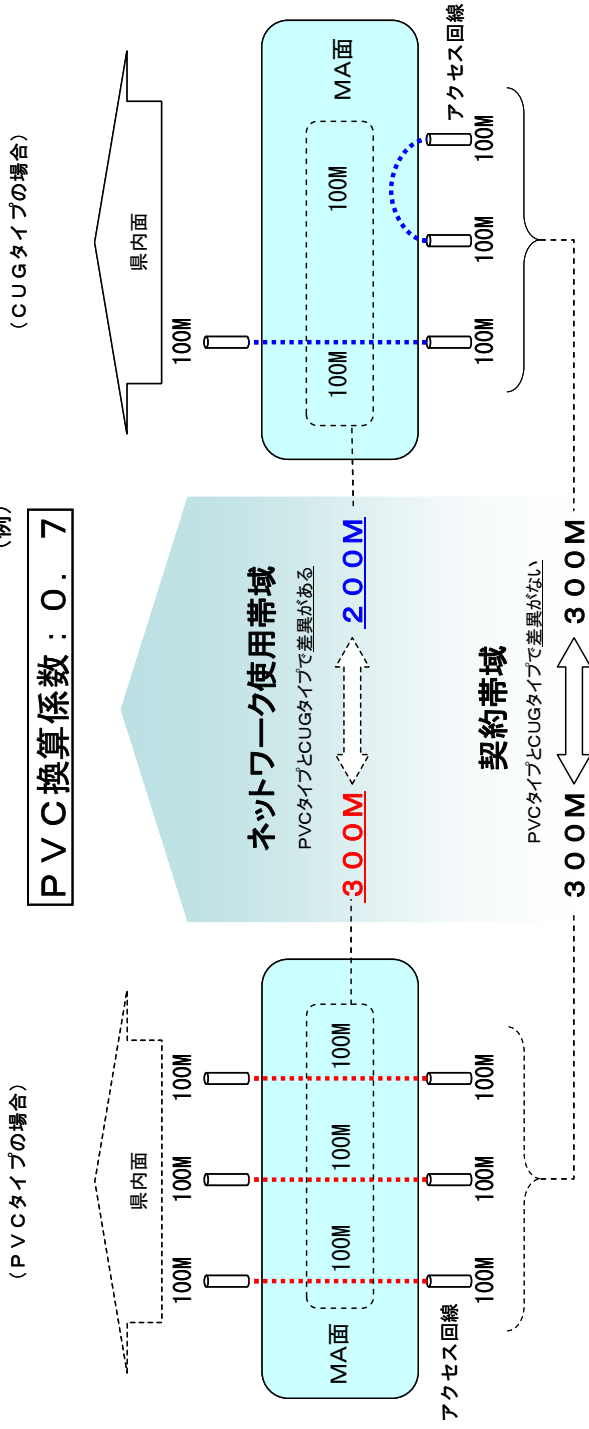 (例)
PVC換算係数:0.7
(PVCタイプの場合)
県内面
100M
100M
100M
100M
100M
100M
MA面
アクセス回線
100M
100M
100M
ネットワーク使用帯域
PVCタイプとCUGタイプで差異がある
300M
200M
契約帯域
PVCタイプとCUGタイプで差異がない
300M
300M
(CUGタイプの場合)
県内面
100M
100M
100M
MA面
アクセス回線
100M
100M
100M